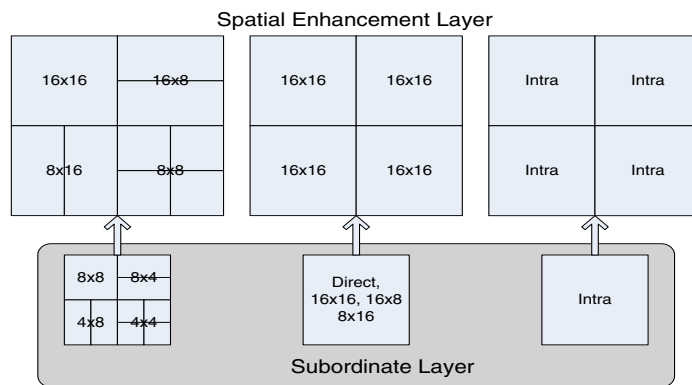 Spatial Enhancement Layer
16x16
16x8
16x16
16x16
Intra
Intra
8x16
8x8
16x16
16x16
Intra
Intra
8x8
8x4
4x8
4x4
Direct,
16x16, 16x8
8x16
Intra
Subordinate Layer